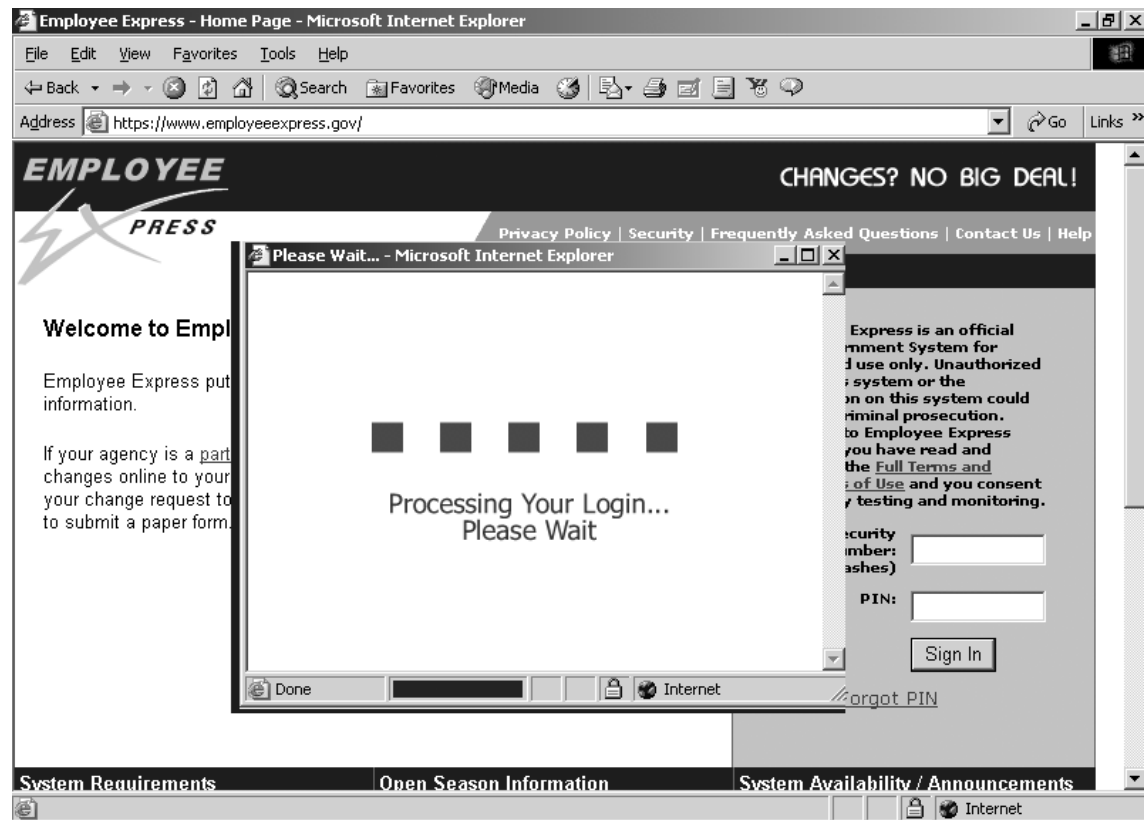 Employee Express - Home Page - Microsoft Internet Explorer
File Edit View Favorites Tools Help
Back Search Favorites Media
Address https://www.employeeexpress.gov/ Go Links »
EMPLOYEE
PRESS
CHANGES? NO BIG DEAL!
Privacy Policy | Security | Frequently Asked Questions | Contact Us | Help
Welcome to Empl
Employee Express put
information.
If your agency is a part
changes online to your
your change request to
to submit a paper form.
Please Wait... - Microsoft Internet Explorer
Processing Your Login...
Please Wait
Done Internet
Express is an official
rnment System for
d use only. Unauthorized
system or the
on on this system could
riminal prosecution.
to Employee Express
you have read and
the Full Terms and
of Use and you consent
y testing and monitoring.
ecurity
mber:
ashes)
PIN:
Sign In
orgot PIN
System Requirements
Open Season Information
System Availability / Announcements
Internet